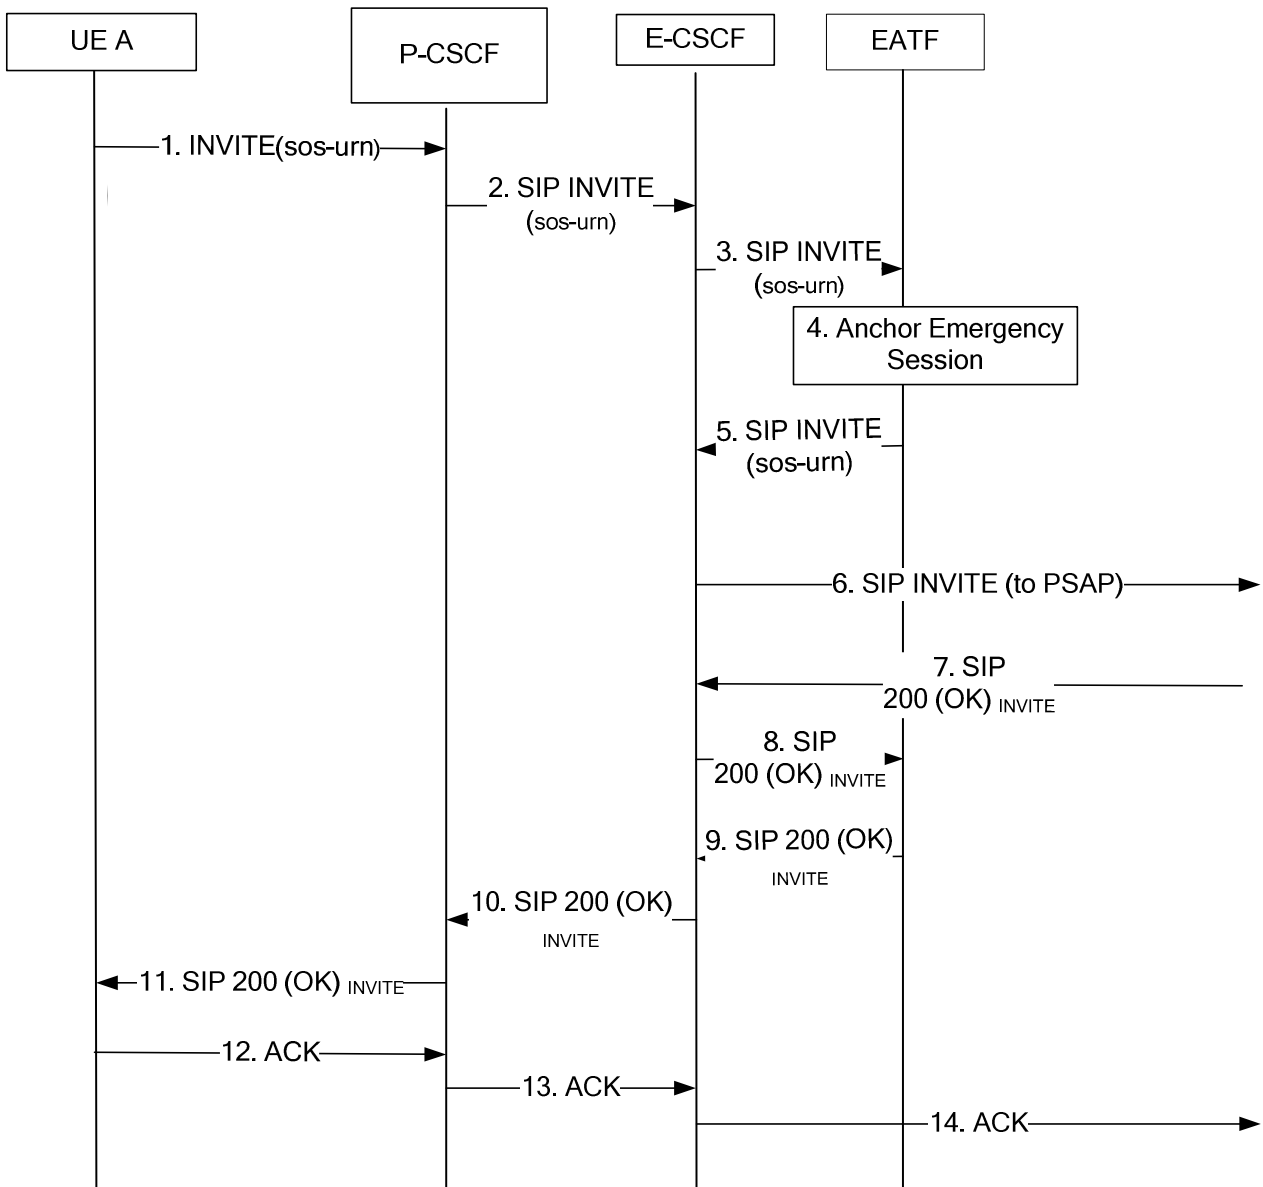 UE A
P-CSCF
E-CSCF
EATF
1. INVITE(sos-urn)
2. SIP INVITE
(sos-urn)
3. SIP INVITE
(sos-urn)
4. Anchor Emergency
Session
5. SIP INVITE
(sos-urn)
6. SIP INVITE (to PSAP)
7. SIP
200 (OK) INVITE
8. SIP
200 (OK) INVITE
9. SIP 200 (OK)
INVITE
10. SIP 200 (OK)
INVITE
11. SIP 200 (OK) INVITE
12. ACK
13. ACK
14. ACK